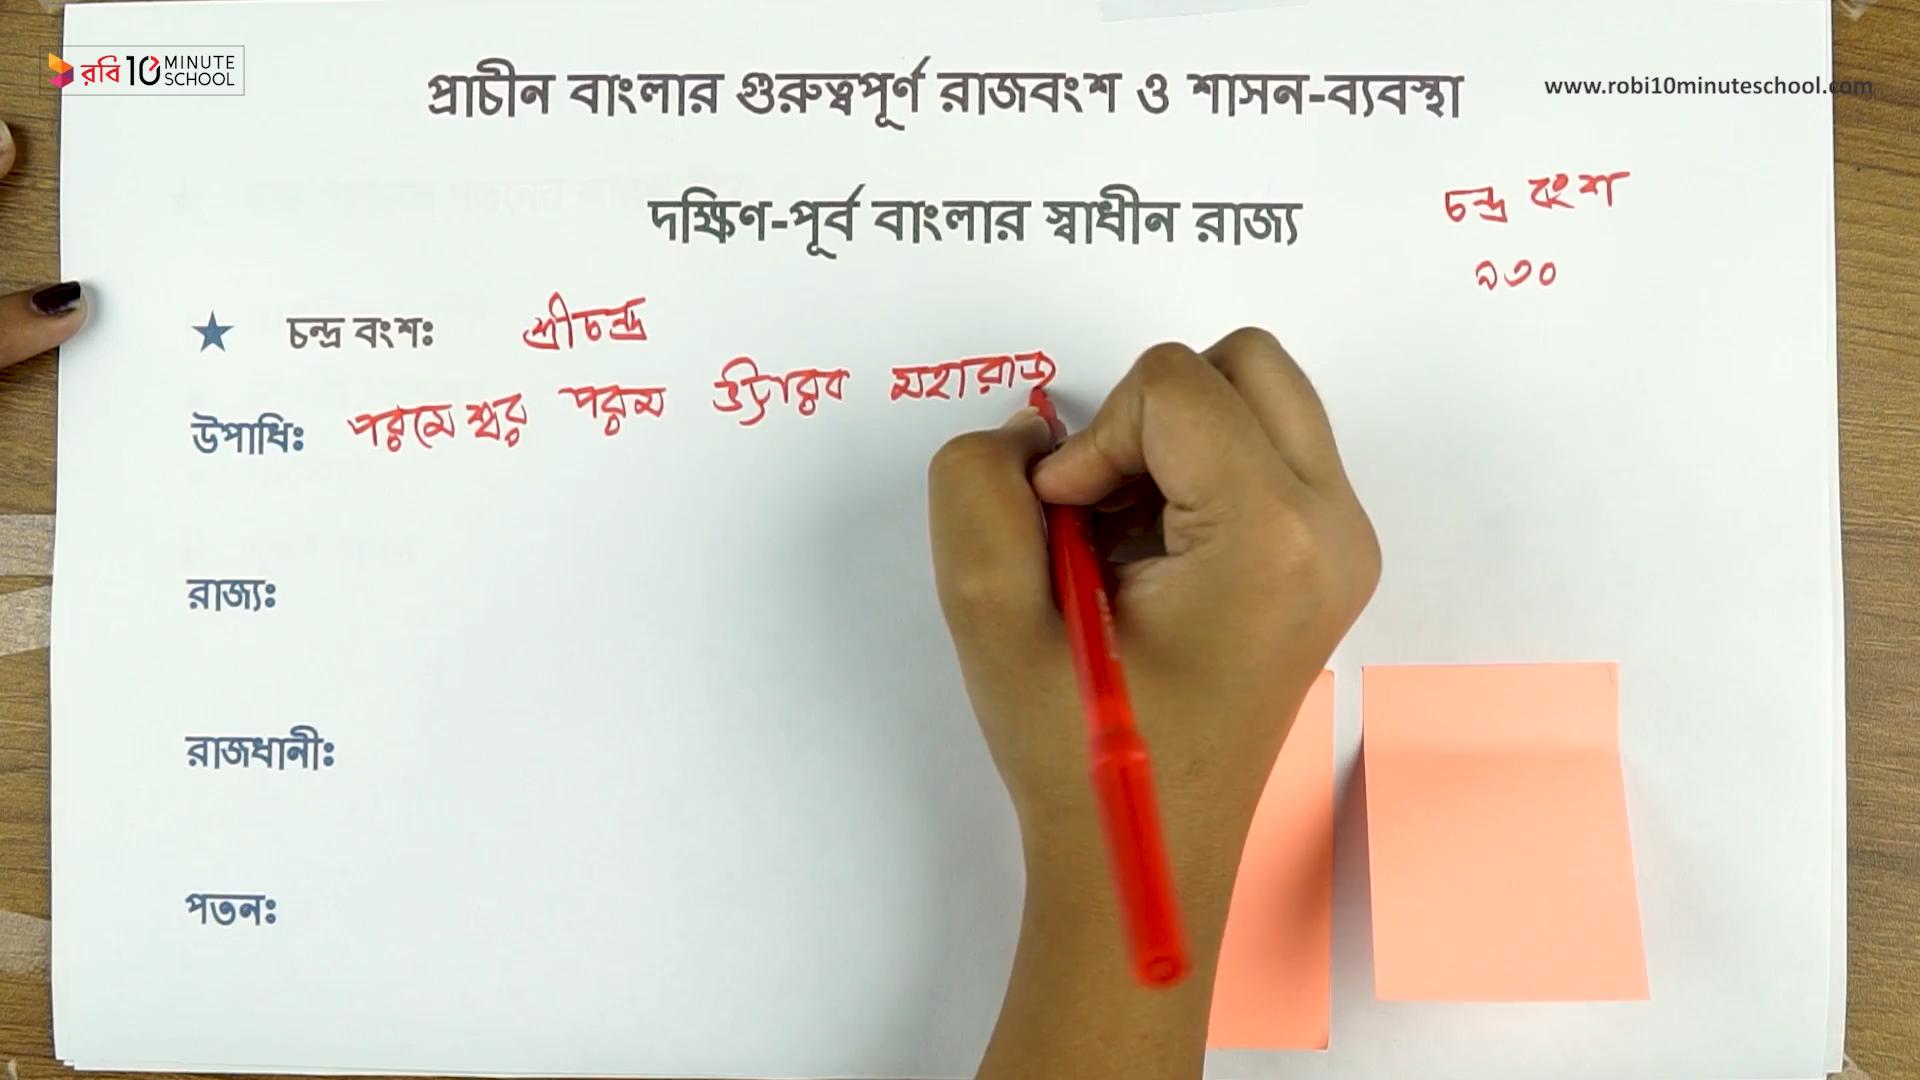 রবি 10 MINUTE SCHOOL
www.robi10minuteschool.com
প্রাচীন বাংলার গুরুত্বপূর্ণ রাজবংশ ও শাসন-ব্যবস্থা
দক্ষিণ-পূর্ব বাংলার স্বাধীন রাজ্য
চন্দ্র বংশ
৯৩০
★ চন্দ্র বংশঃ শ্রীচন্দ্র
উপাধিঃ পরমেশ্বর পরম ভট্টারক মহারাজ
রাজ্যঃ
রাজধানীঃ
পতনঃ